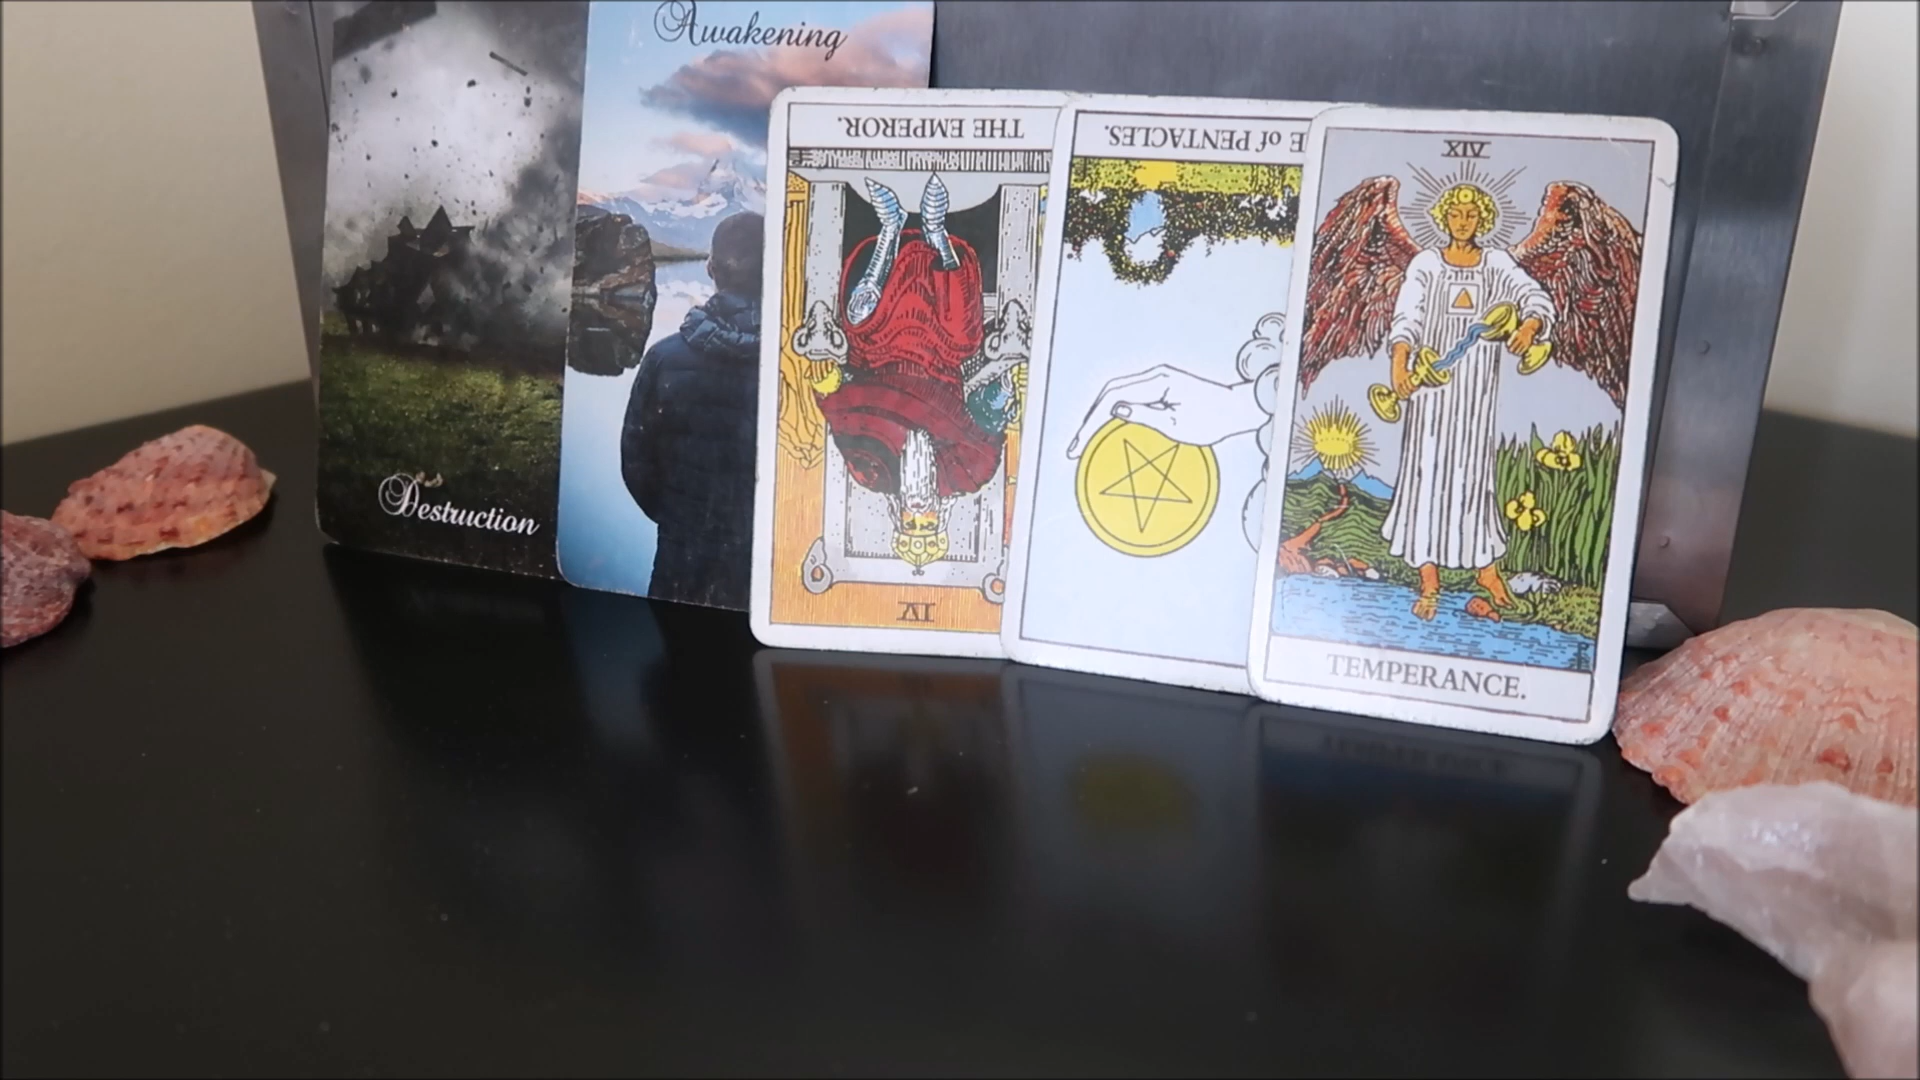 Awakening
Destruction
THE EMPEROR.
IV
E of PENTACLES.
XIV
TEMPERANCE.